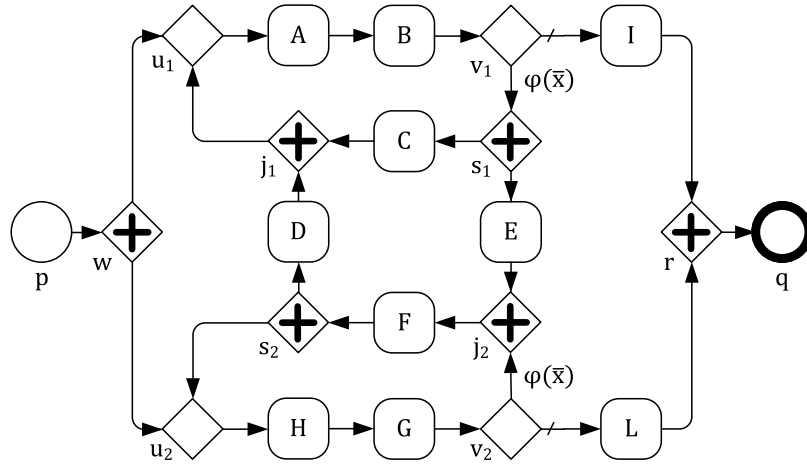 A
B
I
u₁
v₁
φ(x̄)
C
j₁
s₁
D
E
p
w
r
q
F
s₂
j₂
φ(x̄)
H
G
L
u₂
v₂